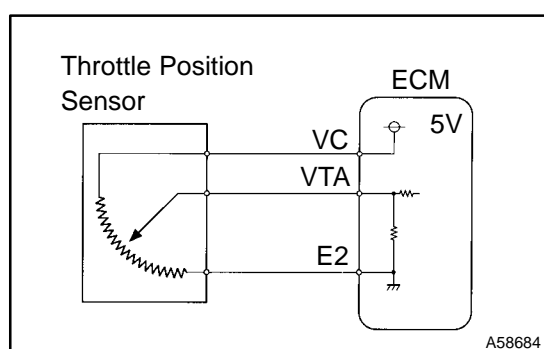 Throttle Position
Sensor
ECM
5V
VC
VTA
E2
A58684